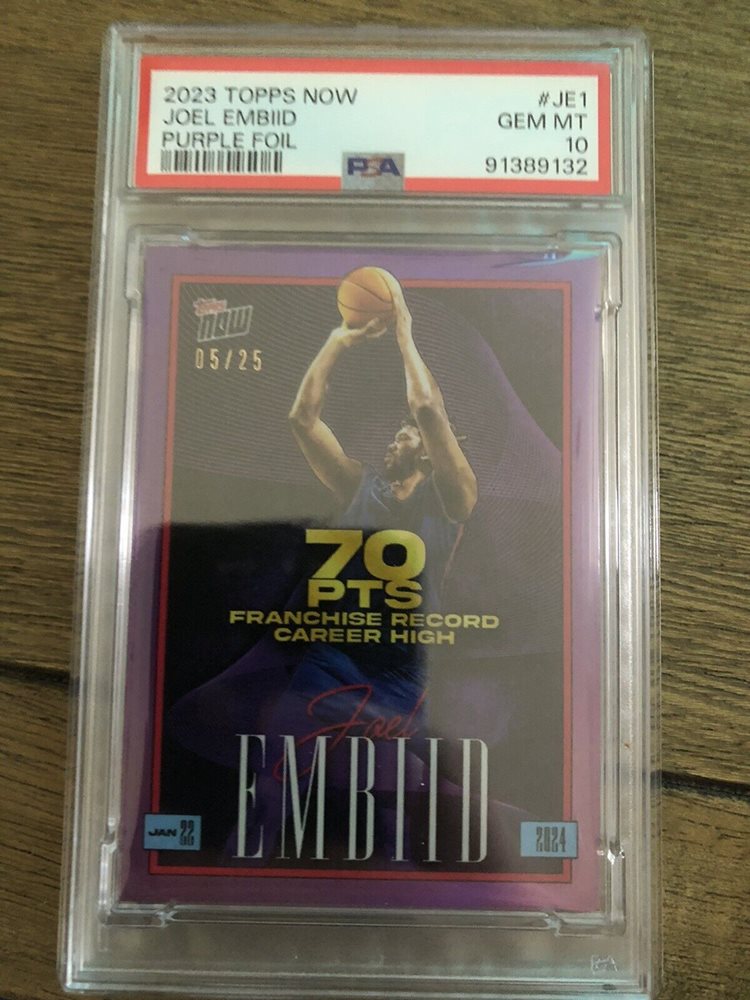 2023 TOPPS NOW
#JE1
JOEL EMBIID
GEM MT
PURPLE FOIL
10
PSA
91389132
Topps
NOW
05/25
70
PTS
FRANCHISE RECORD
CAREER HIGH
Joel
EMBIID
JAN 22
2024
PSA